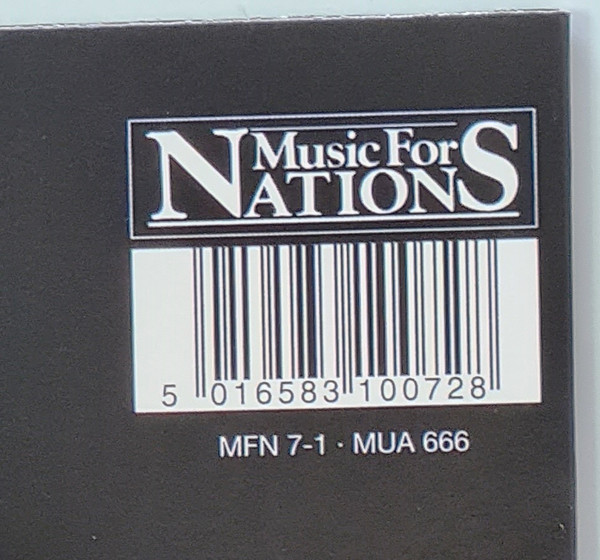 Music For
NATIONS
5 016583 100728
MFN 7-1 · MUA 666